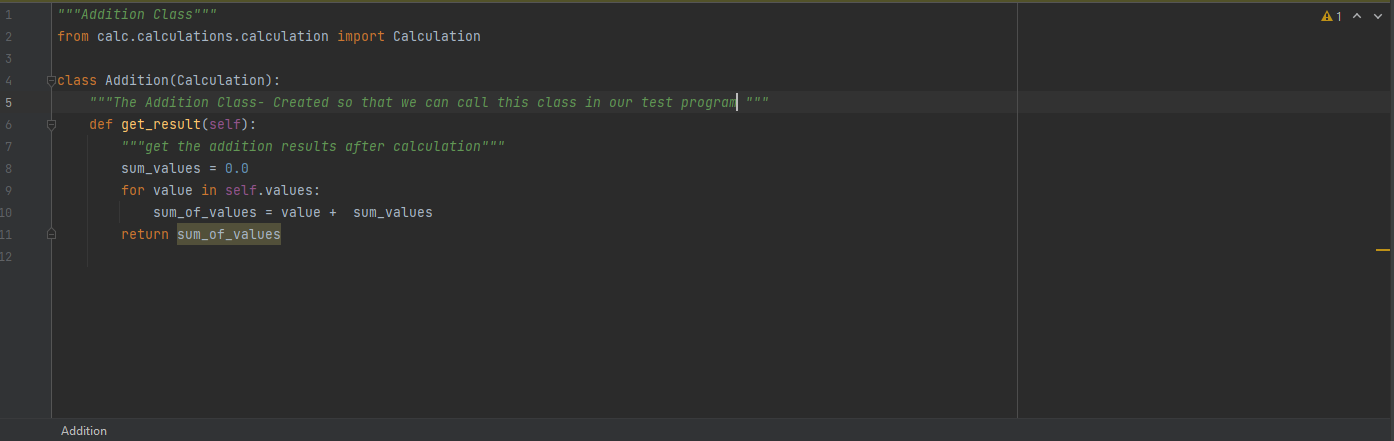 1 """Addition Class"""
2 from calc.calculations.calculation import Calculation
3
4 class Addition(Calculation):
5     """The Addition Class- Created so that we can call this class in our test program """
6     def get_result(self):
7         """get the addition results after calculation"""
8         sum_values = 0.0
9         for value in self.values:
10             sum_of_values = value +  sum_values
11         return sum_of_values
12
1
Addition